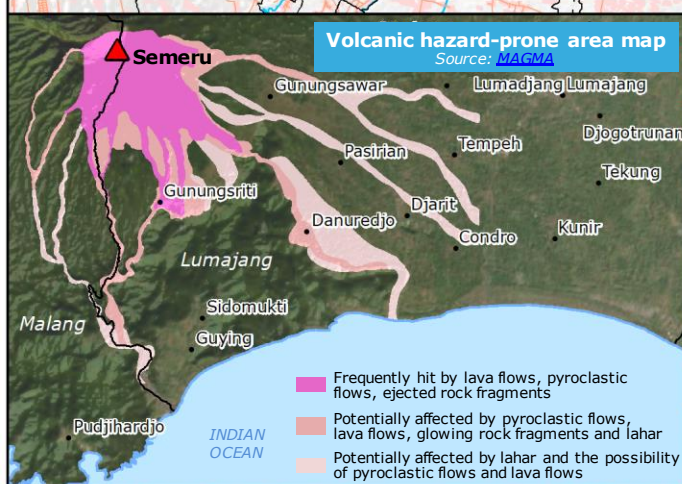 Volcanic hazard-prone area map
Source: MAGMA
Semeru
Gunungsawar
Lumadjang Lumajang
Djogotrunan
Pasirian
Tempeh
Tekung
Gunungsriti
Danuredjo
Djarit
Condro
Kunir
Lumajang
Sidomukti
Malang
Guying
Pudjihardjo
INDIAN
OCEAN
Frequently hit by lava flows, pyroclastic
flows, ejected rock fragments
Potentially affected by pyroclastic flows,
lava flows, glowing rock fragments and lahar
Potentially affected by lahar and the possibility
of pyroclastic flows and lava flows